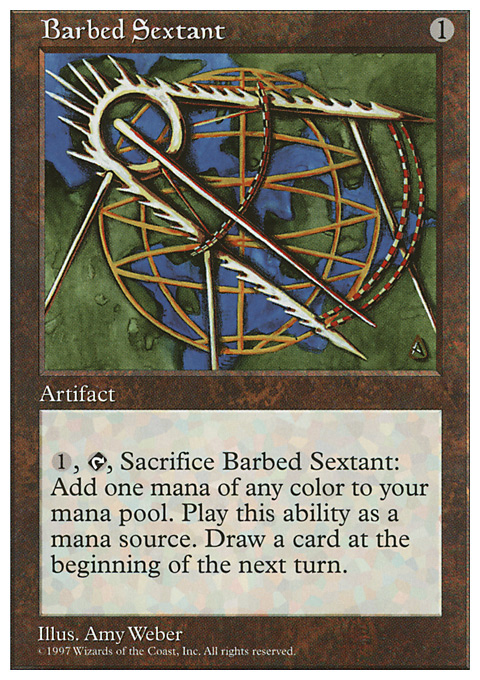 Barbed Sextant 1
Artifact
1, , Sacrifice Barbed Sextant:
Add one mana of any color to your
mana pool. Play this ability as a
mana source. Draw a card at the
beginning of the next turn.
Illus. Amy Weber
©1997 Wizards of the Coast, Inc. All rights reserved.